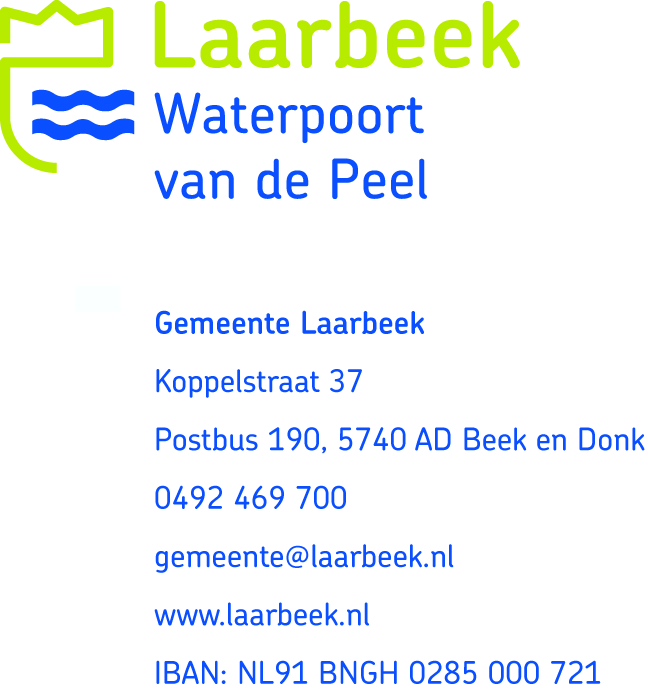 Laarbeek
Waterpoort
van de Peel
Gemeente Laarbeek
Koppelstraat 37
Postbus 190, 5740 AD Beek en Donk
0492 469 700
gemeente@laarbeek.nl
www.laarbeek.nl
IBAN: NL91 BNGH 0285 000 721